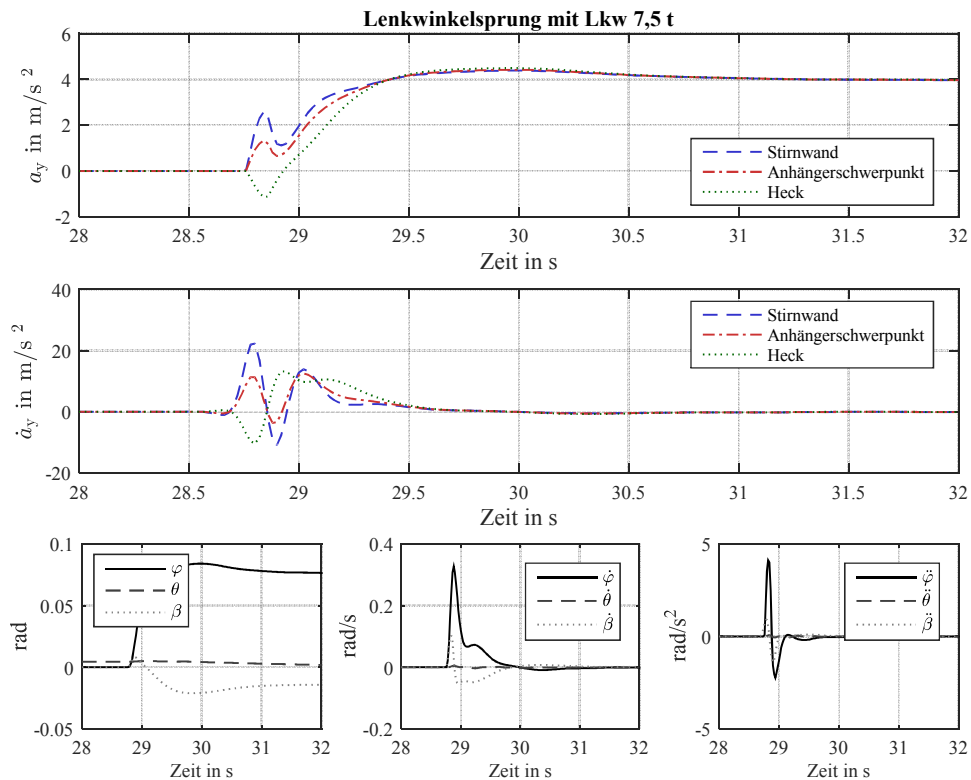 Lenkwinkelsprung mit Lkw 7,5 t
6
4
2
0
-2
a_y in m/s ²
Stirnwand
Anhängerschwerpunkt
Heck
28 28.5 29 29.5 30 30.5 31 31.5 32
Zeit in s
40
20
0
-20
ȧ_y in m/s ²
Stirnwand
Anhängerschwerpunkt
Heck
28 28.5 29 29.5 30 30.5 31 31.5 32
Zeit in s
0.1
0.05
0
-0.05
rad
φ
θ
β
28 29 30 31 32
Zeit in s
0.4
0.2
0
-0.2
rad/s
φ̇
θ̇
β̇
28 29 30 31 32
Zeit in s
5
0
-5
rad/s²
φ̈
θ̈
β̈
28 29 30 31 32
Zeit in s